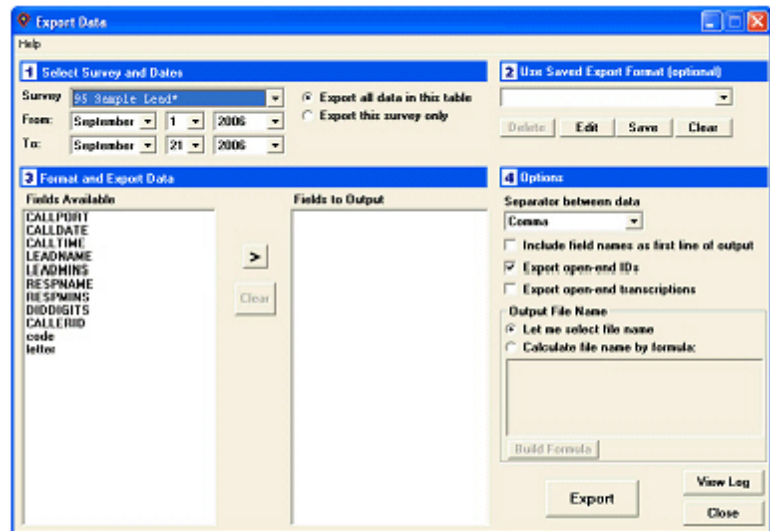 Export Data
Help
1 Select Survey and Dates
Survey 95 Sample Lead*
From: September 1 2006
To: September 21 2006
Export all data in this table
Export this survey only
2 Use Saved Export Format (optional)
Delete Edit Save Clear
3 Format and Export Data
Fields Available
CALLPORT
CALLDATE
CALLTIME
LEADNAME
LEADMINS
RESPNAME
RESPMINS
DIDDIGITS
CALLERID
code
letter
>
Clear
Fields to Output
4 Options
Separator between data
Comma
Include field names as first line of output
Export open-end IDs
Export open-end transcriptions
Output File Name
Let me select file name
Calculate file name by formula:
Build Formula
Export
View Log
Close